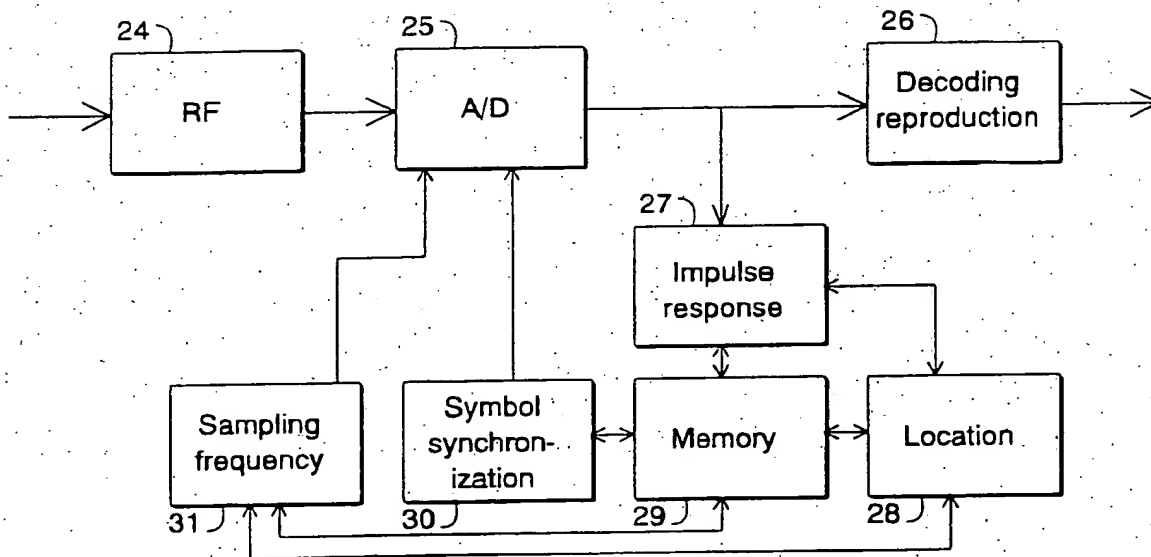 24
25
26
RF
A/D
Decoding
reproduction
27
Impulse
response
Sampling
frequency
Symbol
synchron-
ization
Memory
Location
31
30
29
28